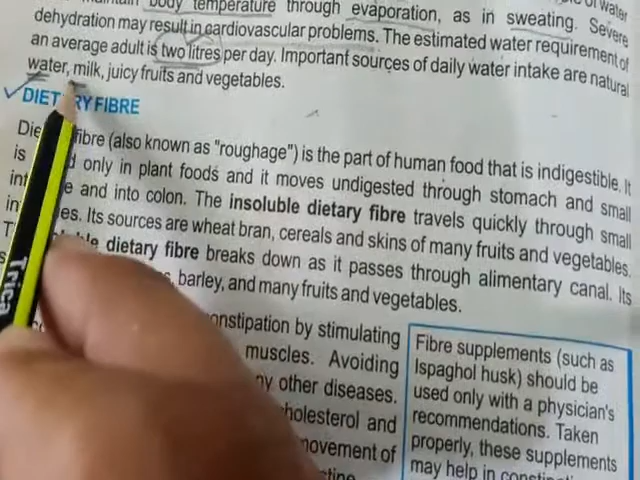 body temperature through evaporation, as in sweating. Severe
dehydration may result in cardiovascular problems. The estimated water requirement of
an average adult is two litres per day. Important sources of daily water intake are natural
water, milk, juicy fruits and vegetables.
fibre (also known as "roughage") is the part of human food that is indigestible. It
is only in plant foods and it moves undigested through stomach and small
and into colon. The insoluble dietary fibre travels quickly through small
Its sources are wheat bran, cereals and skins of many fruits and vegetables.
dietary fibre breaks down as it passes through alimentary canal. Its
barley, and many fruits and vegetables.
constipation by stimulating
muscles. Avoiding
other diseases.
cholesterol and
movement of
Fibre supplements (such as
Ispaghol husk) should be
used only with a physician's
recommendations. Taken
properly, these supplements
may help in